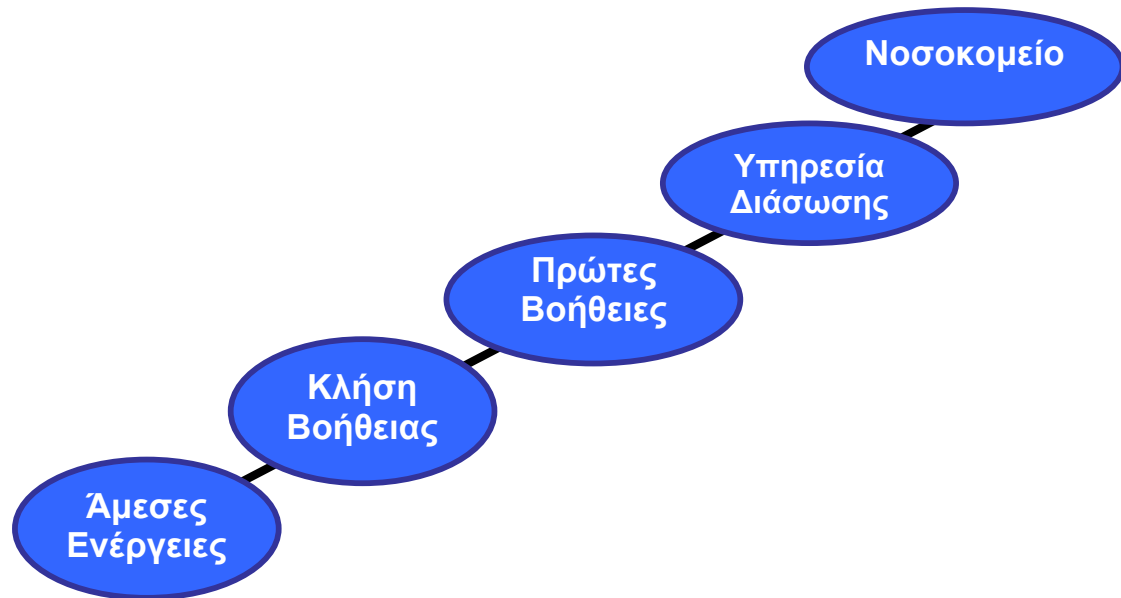 Νοσοκομείο
Υπηρεσία
Διάσωσης
Πρώτες
Βοήθειες
Κλήση
Βοήθειας
Άμεσες
Ενέργειες